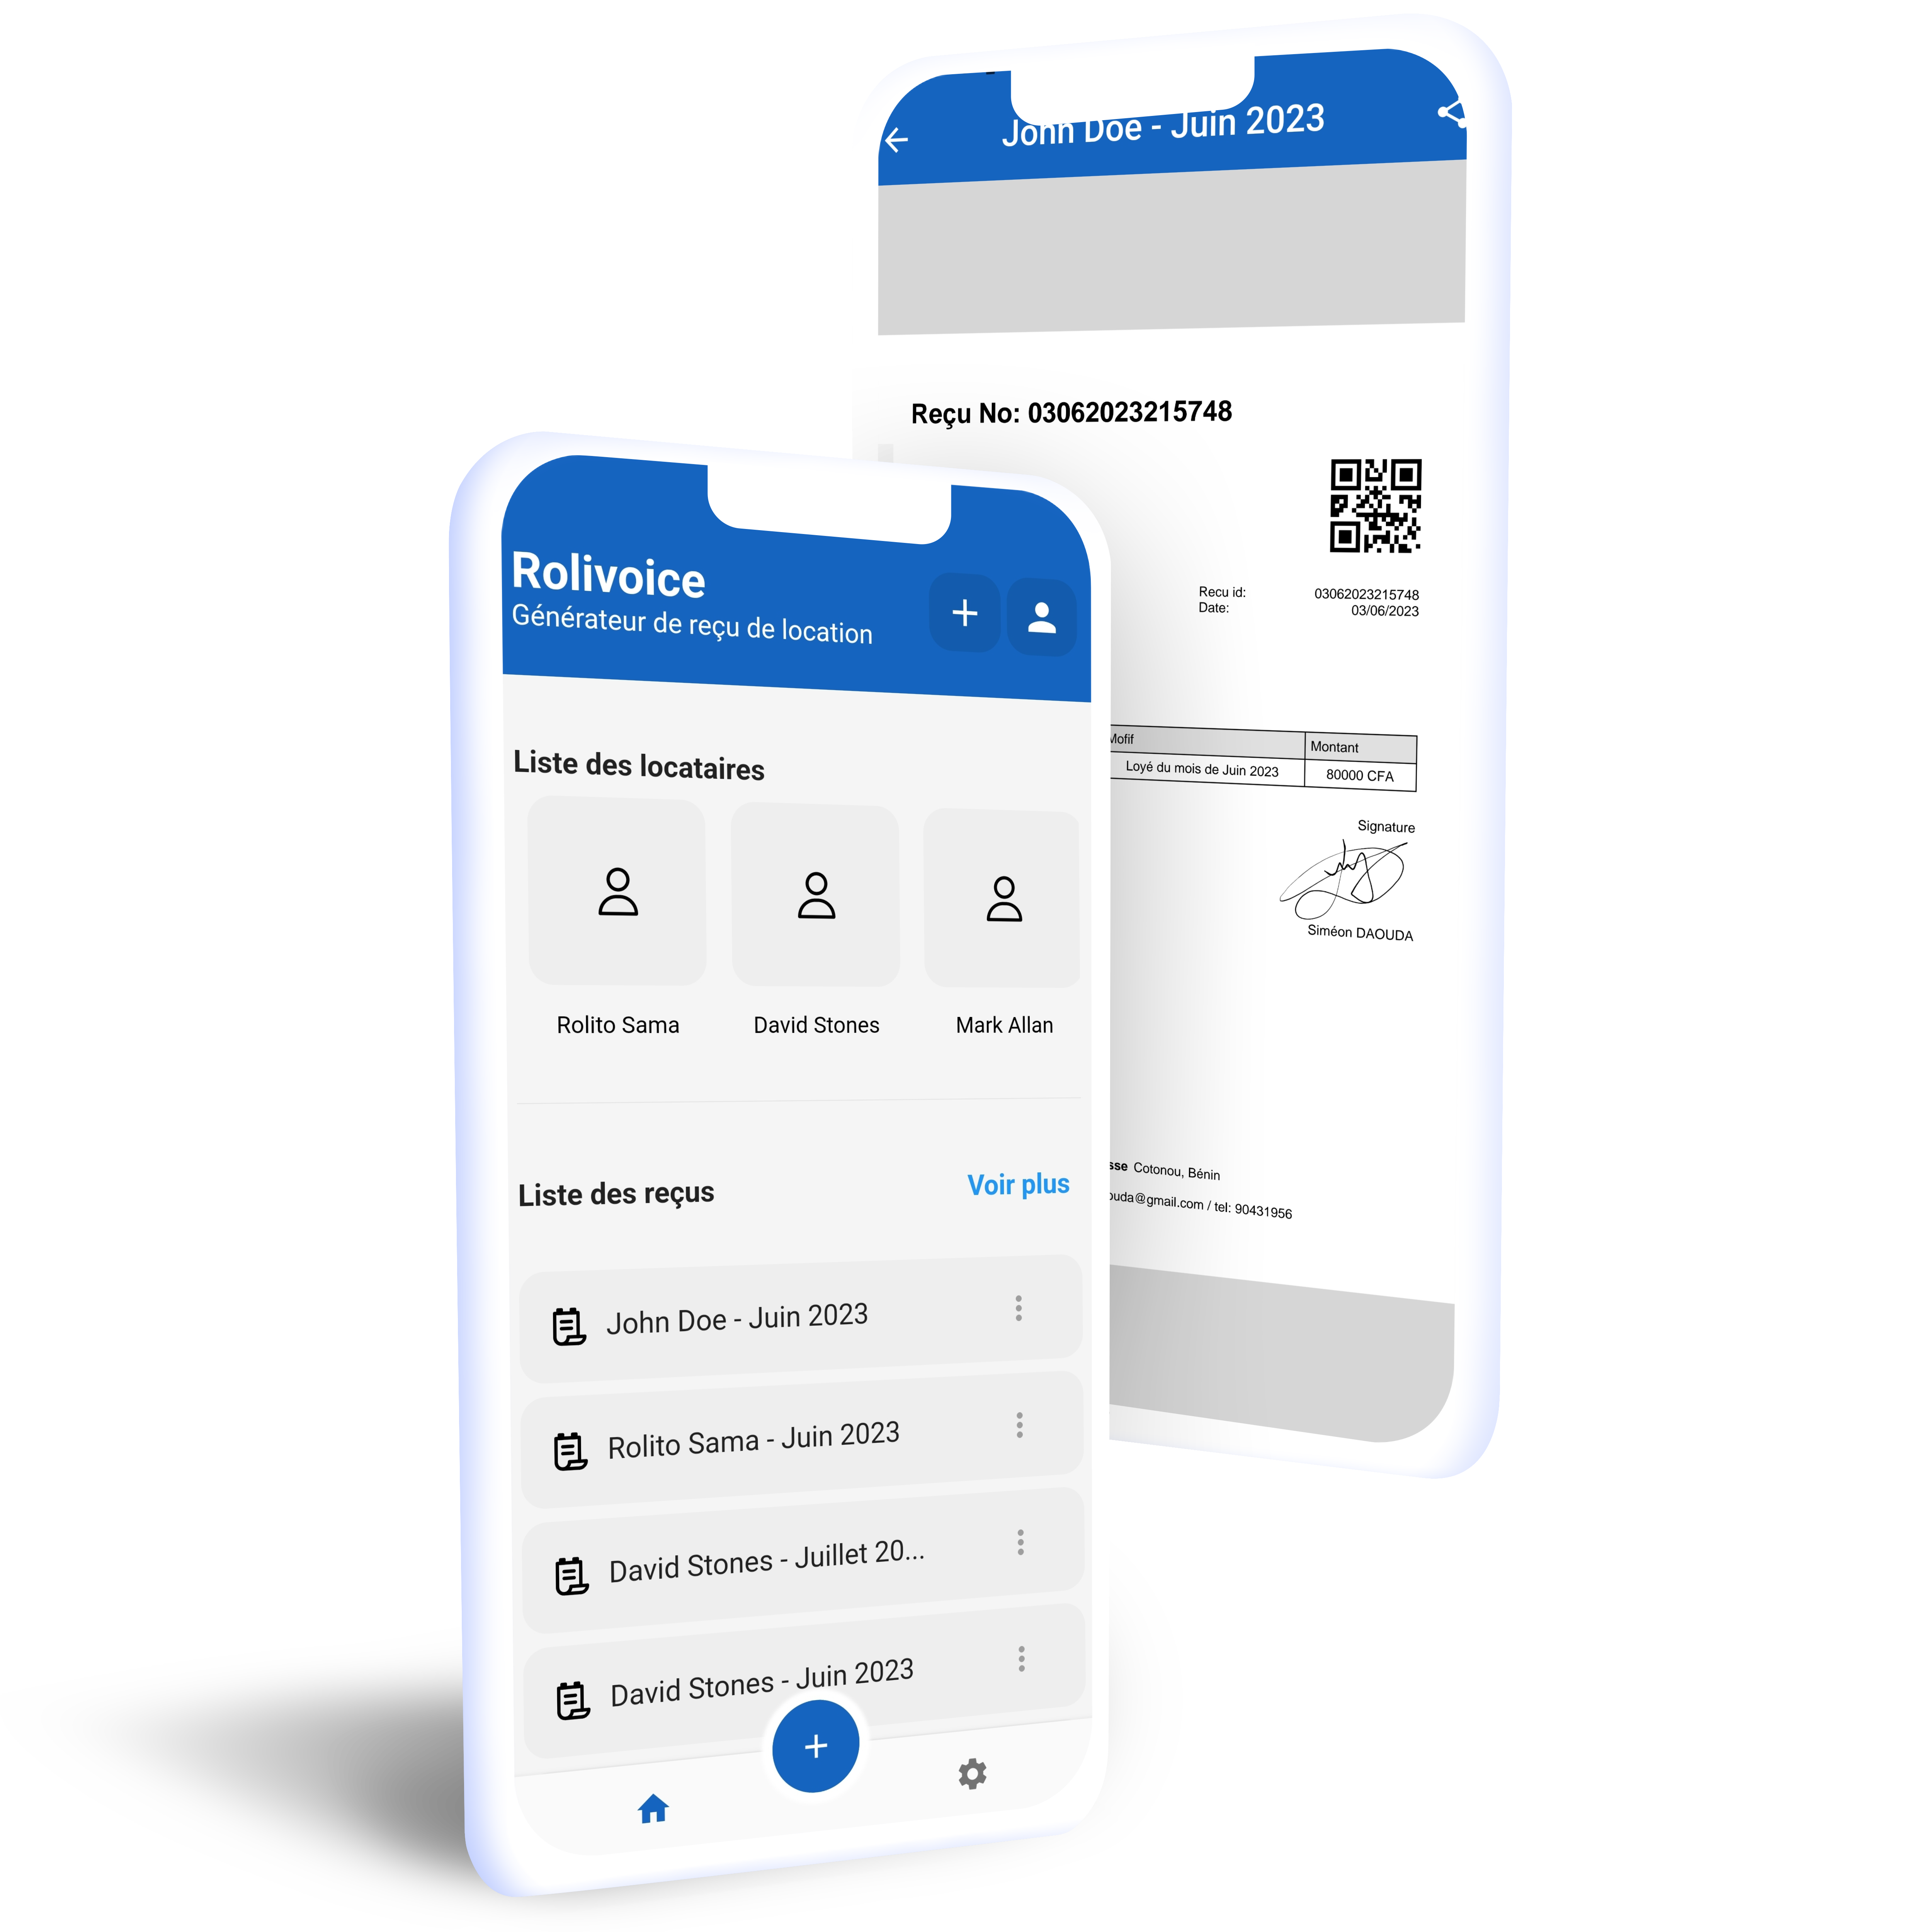 John Doe - Juin 2023
Reçu No: 03062023215748
Recu id: 03062023215748
Date: 03/06/2023
Mofif Montant
Loyé du mois de Juin 2023 80000 CFA
Signature
Siméon DAOUDA
sse Cotonou, Bénin
ouda@gmail.com / tel: 90431956
Rolivoice
Générateur de reçu de location
Liste des locataires
Rolito Sama David Stones Mark Allan
Liste des reçus Voir plus
John Doe - Juin 2023
Rolito Sama - Juin 2023
David Stones - Juillet 20...
David Stones - Juin 2023